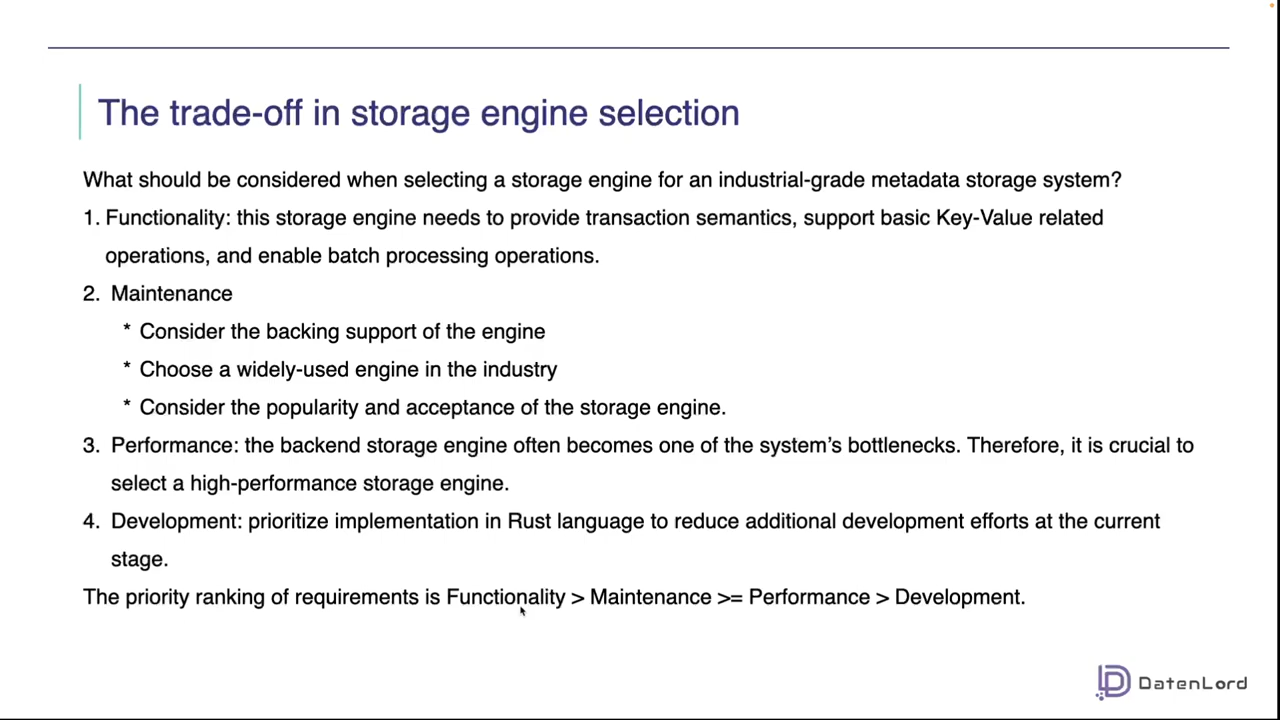 The trade-off in storage engine selection
What should be considered when selecting a storage engine for an industrial-grade metadata storage system?
1. Functionality: this storage engine needs to provide transaction semantics, support basic Key-Value related
operations, and enable batch processing operations.
2. Maintenance
* Consider the backing support of the engine
* Choose a widely-used engine in the industry
* Consider the popularity and acceptance of the storage engine.
3. Performance: the backend storage engine often becomes one of the system’s bottlenecks. Therefore, it is crucial to
select a high-performance storage engine.
4. Development: prioritize implementation in Rust language to reduce additional development efforts at the current
stage.
The priority ranking of requirements is Functionality > Maintenance >= Performance > Development.
DatenLord